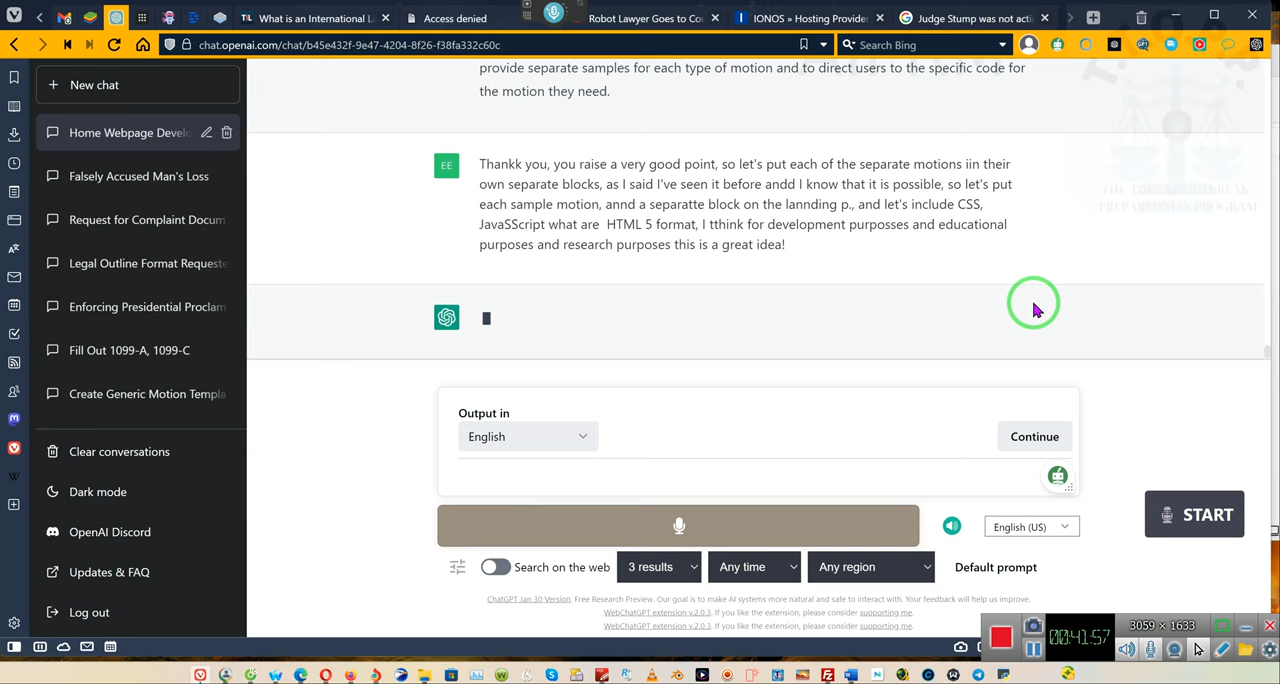 What is an International La
Access denied
Robot Lawyer Goes to Co
IONOS » Hosting Provider
Judge Stump was not acti
chat.openai.com/chat/b45e432f-9e47-4204-8f26-f38fa332c60c
Search Bing
New chat
Home Webpage Develo
Falsely Accused Man's Loss
Request for Complaint Docum
Legal Outline Format Requeste
Enforcing Presidential Proclam
Fill Out 1099-A, 1099-C
Create Generic Motion Templa
Clear conversations
Dark mode
OpenAI Discord
Updates & FAQ
Log out
provide separate samples for each type of motion and to direct users to the specific code for
the motion they need.
EE
Thankk you, you raise a very good point, so let's put each of the separate motions iin their
own separate blocks, as I said I've seen it before andd I know that it is possible, so let's put
each sample motion, annd a separatte block on the lannding p., and let's include CSS,
JavaSScript what are HTML 5 format, I tthink for development purposses and educational
purposes and research purposes this is a great idea!
Output in
English
Continue
English (US)
START
Search on the web
3 results
Any time
Any region
Default prompt
ChatGPT Jan 30 Version. Free Research Preview. Our goal is to make AI systems more natural and safe to interact with. Your feedback will help us improve.
WebChatGPT extension v.2.0.3. If you like the extension, please consider supporting me.
WebChatGPT extension v.2.0.3. If you like the extension, please consider supporting me.
THE THREAT OUTBREAK
PREPAREDNESS PROGRAM
3059 × 1633
00:41:57